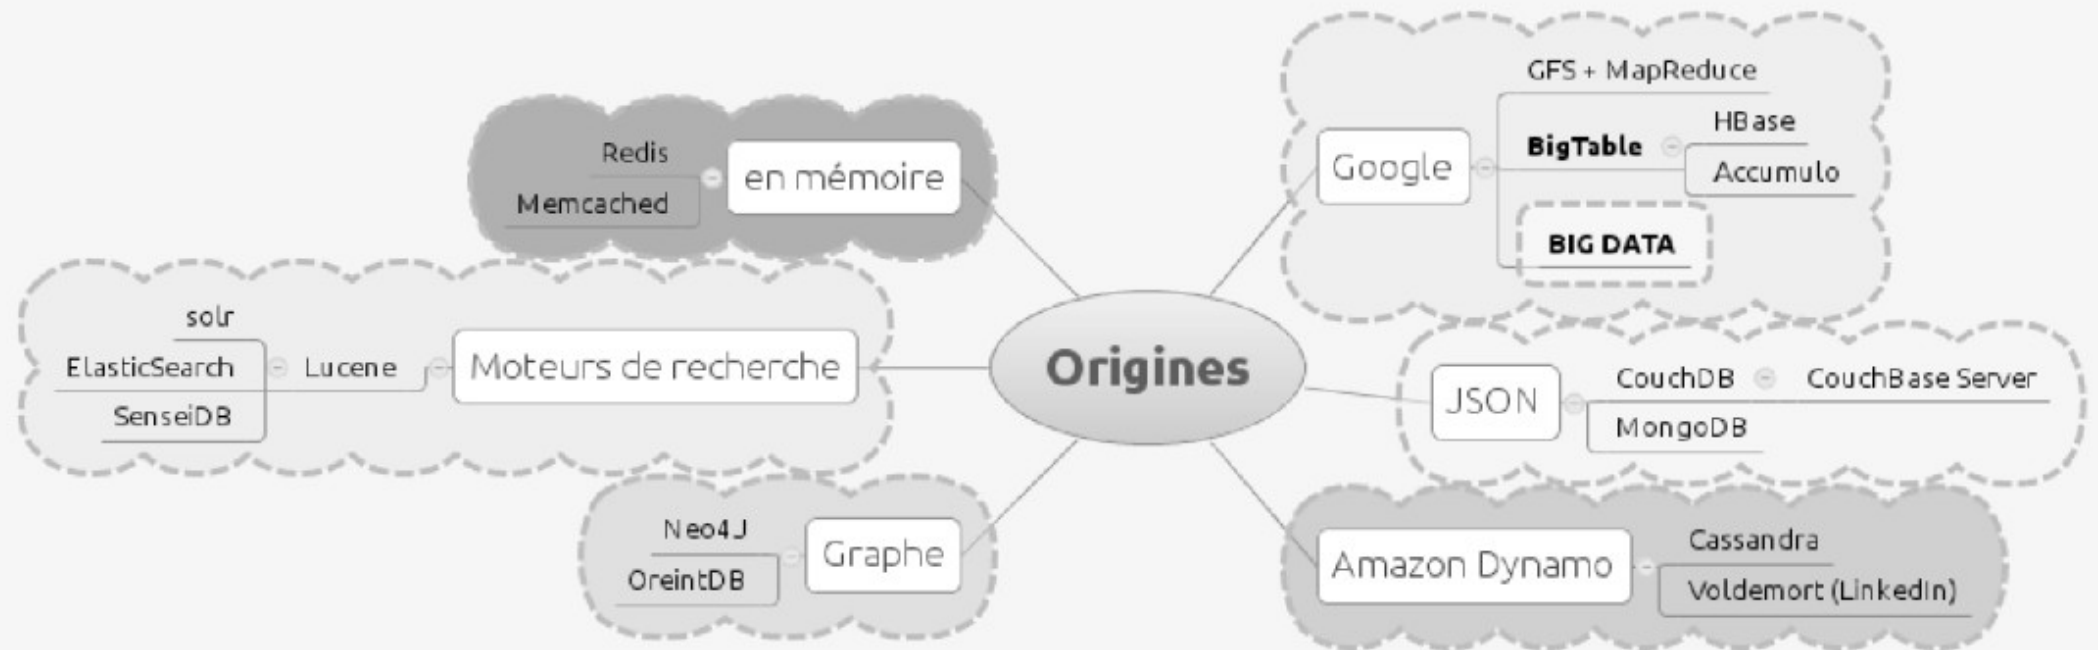 Origines
en mémoire
Redis
Memcached
Moteurs de recherche
Lucene
solr
ElasticSearch
SenseiDB
Graphe
Neo4J
OreintDB
Google
GFS + MapReduce
BigTable
HBase
Accumulo
BIG DATA
JSON
CouchDB
CouchBase Server
MongoDB
Amazon Dynamo
Cassandra
Voldemort (LinkedIn)